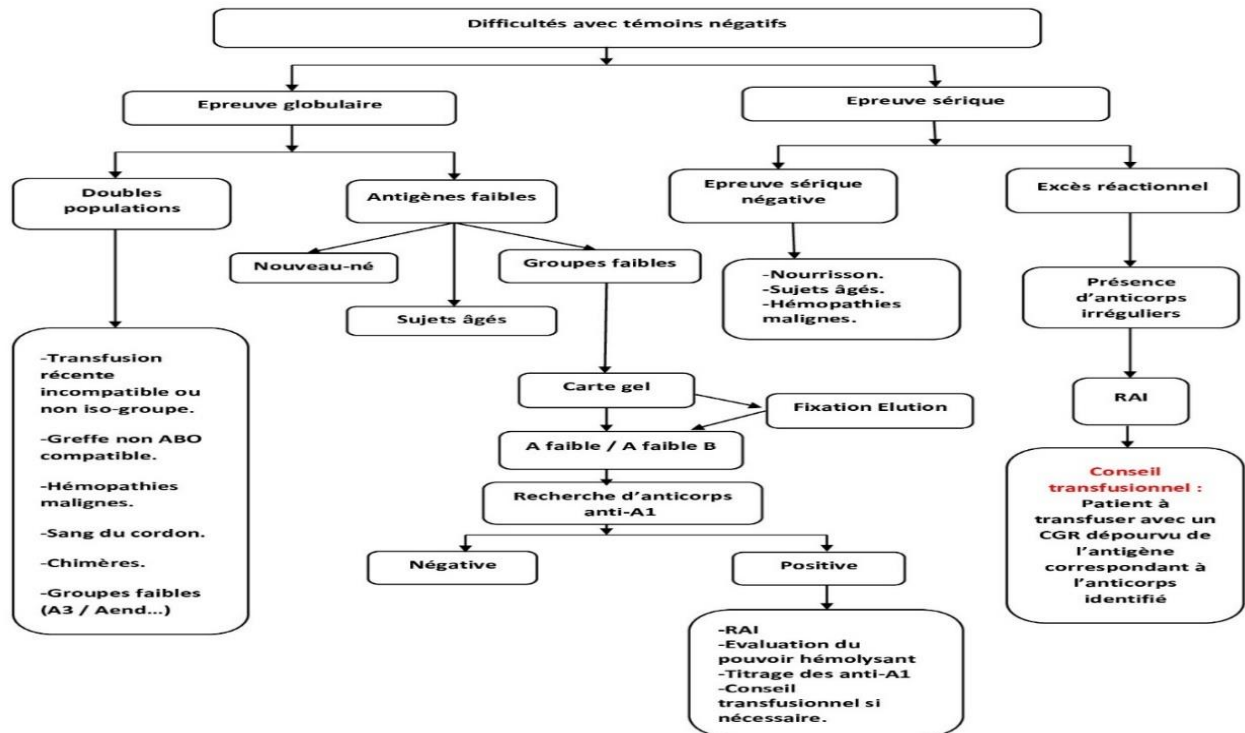 Difficultés avec témoins négatifs
Epreuve globulaire
Epreuve sérique
Doubles
populations
Antigènes faibles
Epreuve sérique
négative
Excès réactionnel
Nouveau-né
Groupes faibles
Sujets âgés
-Nourrisson.
-Sujets âgés.
-Hémopathies
malignes.
Présence
d’anticorps
irréguliers
-Transfusion
récente
incompatible ou
non iso-groupe.
-Greffe non ABO
compatible.
-Hémopathies
malignes.
-Sang du cordon.
-Chimères.
-Groupes faibles
(A3 / Aend...)
Carte gel
Fixation Elution
A faible / A faible B
Recherche d’anticorps
anti-A1
Négative
Positive
-RAI
-Evaluation du
pouvoir hémolysant
-Titrage des anti-A1
-Conseil
transfusionnel si
nécessaire.
RAI
Conseil
transfusionnel :
Patient à
transfuser avec un
CGR dépourvu de
l’antigène
correspondant à
l’anticorps
identifié